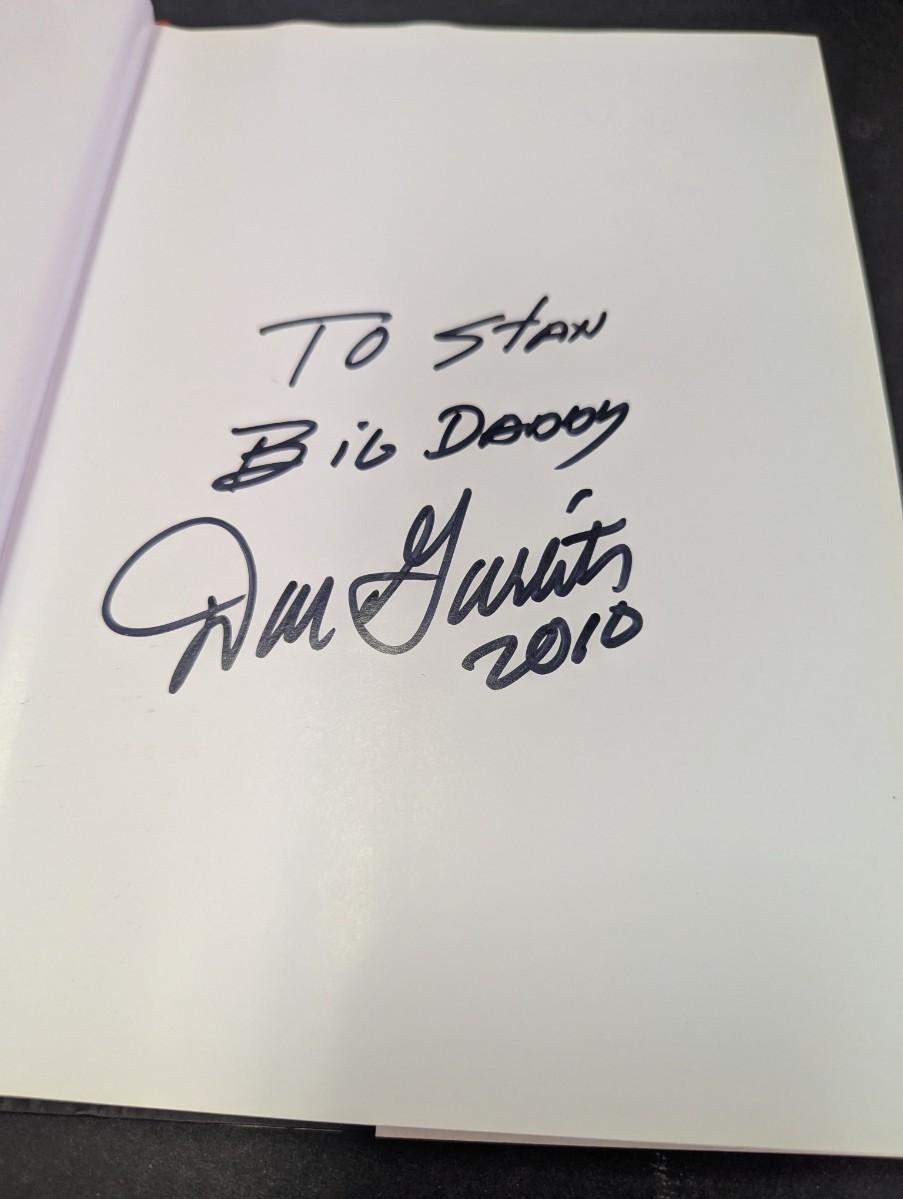 To Stan
Big Daddy
Don Garlits
2010